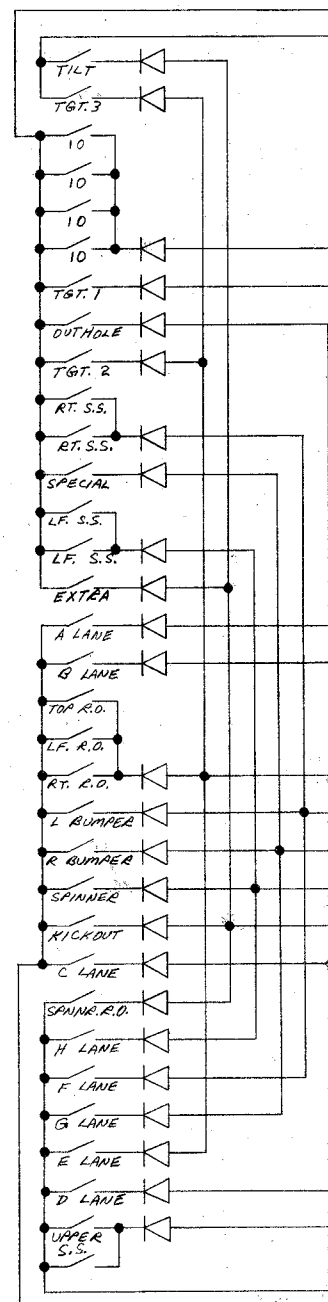 TILT
TGT. 3
10
10
10
10
TGT. 1
OUTHOLE
TGT. 2
RT. S.S.
RT. S.S.
SPECIAL
LF. S.S.
LF. S.S.
EXTRA
A LANE
B LANE
TOP R.O.
LF. R.O.
RT. R.O.
L BUMPER
R BUMPER
SPINNER
KICKOUT
C LANE
SPNNR. R.O.
H LANE
F LANE
G LANE
E LANE
D LANE
UPPER
S.S.